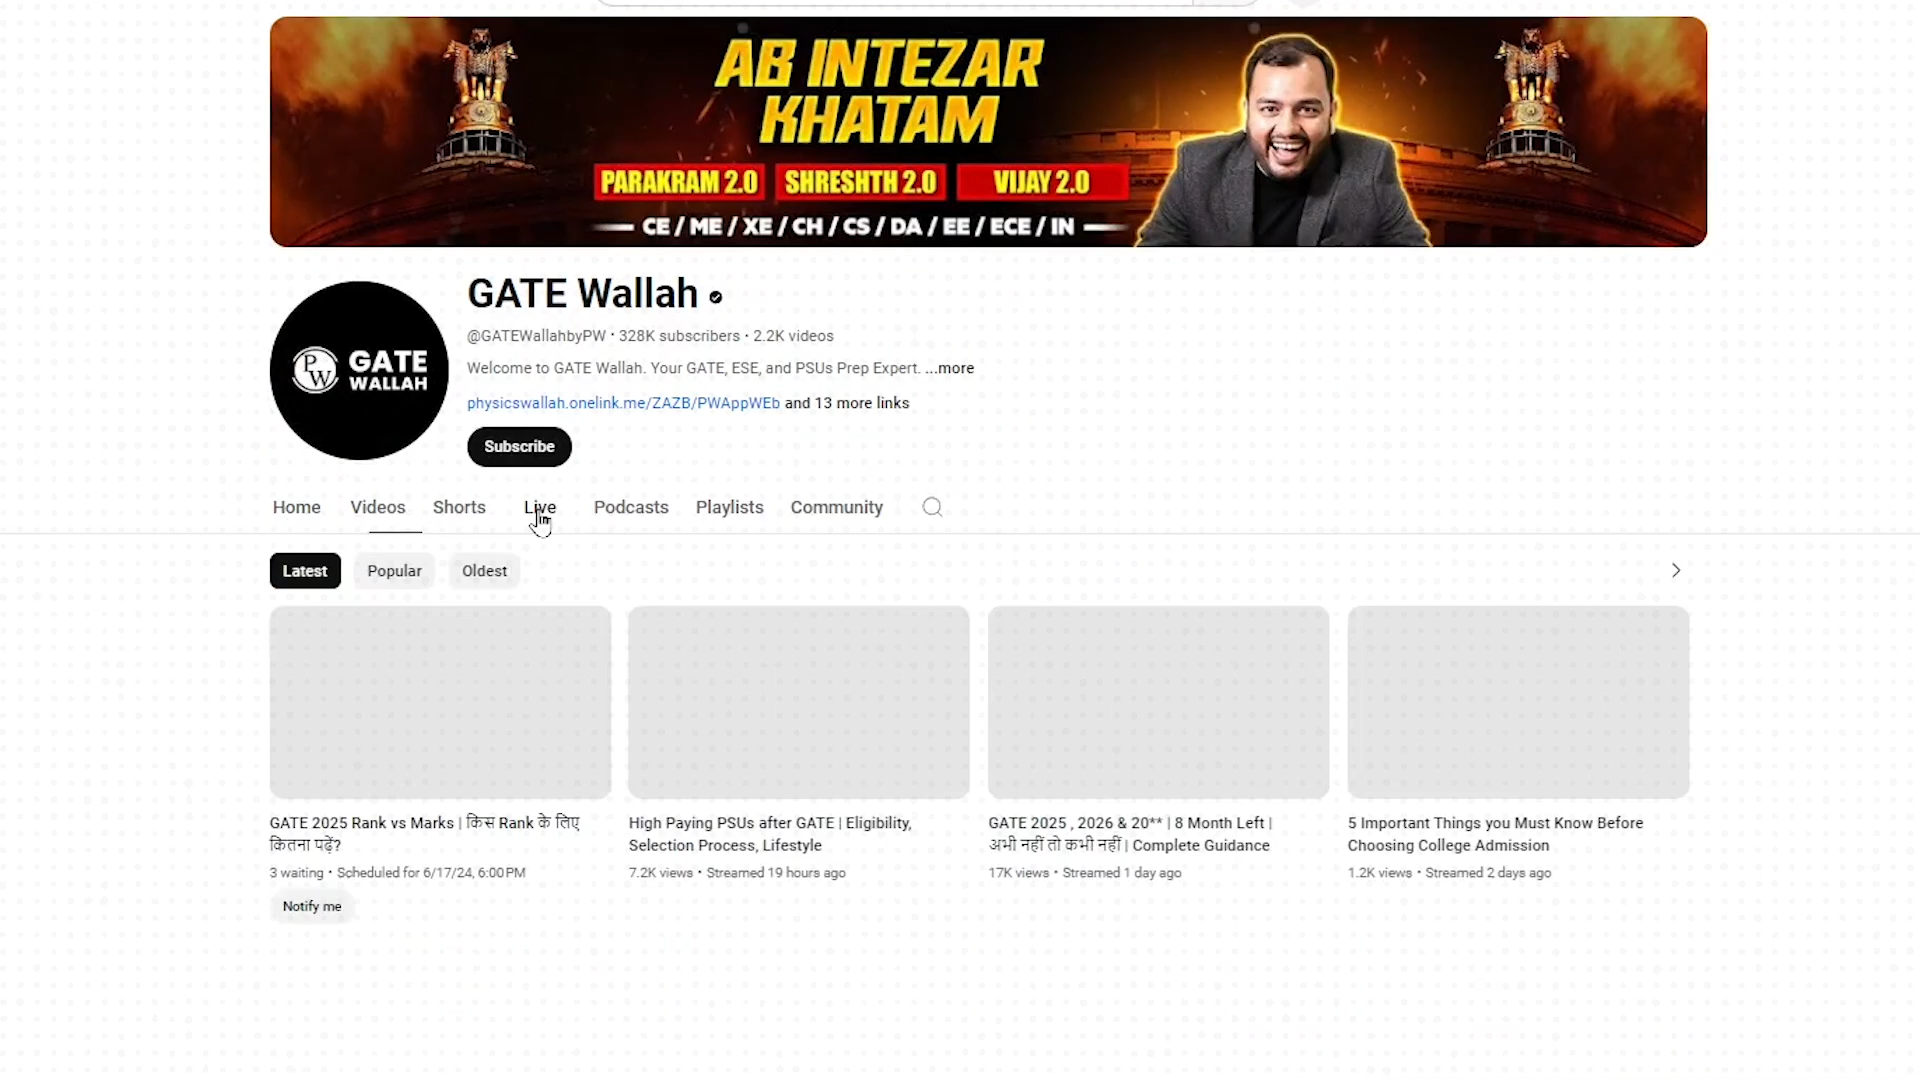 AB INTEZAR
KHATAM
PARAKRAM 2.0 SHRESHTH 2.0 VIJAY 2.0
CE / ME / XE / CH / CS / DA / EE / ECE / IN
PW GATE WALLAH
GATE Wallah
@GATEWallahbyPW · 328K subscribers · 2.2K videos
Welcome to GATE Wallah. Your GATE, ESE, and PSUs Prep Expert. ...more
physicswallah.onelink.me/ZAZB/PWAppWEb and 13 more links
Subscribe
Home Videos Shorts Live Podcasts Playlists Community
Latest Popular Oldest
GATE 2025 Rank vs Marks | किस Rank के लिए
कितना पढ़ें?
3 waiting · Scheduled for 6/17/24, 6:00 PM
Notify me
High Paying PSUs after GATE | Eligibility,
Selection Process, Lifestyle
7.2K views · Streamed 19 hours ago
GATE 2025 , 2026 & 20** | 8 Month Left |
अभी नहीं तो कभी नहीं | Complete Guidance
17K views · Streamed 1 day ago
5 Important Things you Must Know Before
Choosing College Admission
1.2K views · Streamed 2 days ago